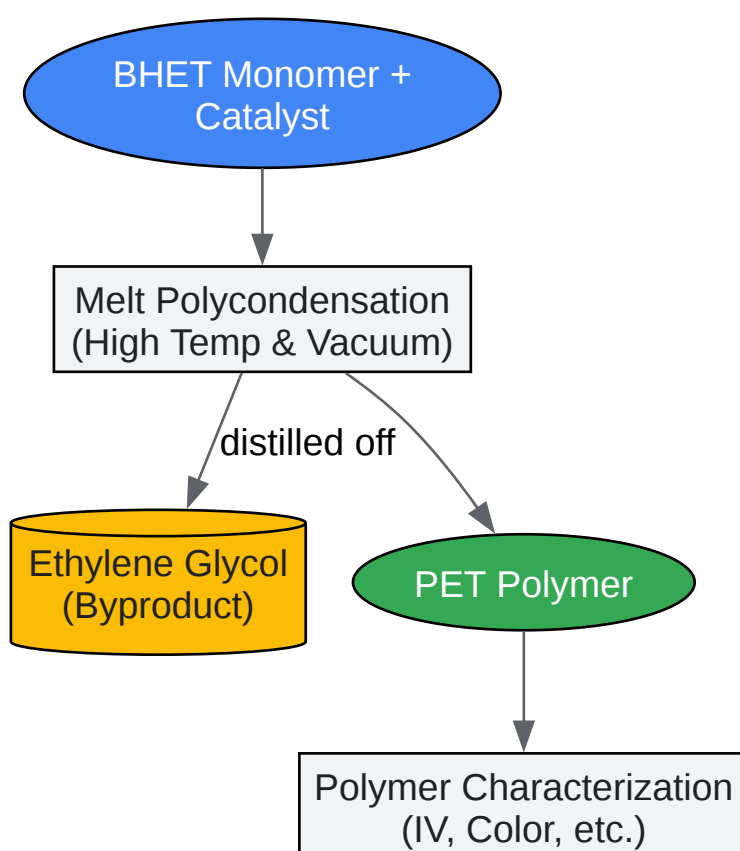 BHET Monomer +
Catalyst
Melt Polycondensation
(High Temp & Vacuum)
distilled off
Ethylene Glycol
(Byproduct)
PET Polymer
Polymer Characterization
(IV, Color, etc.)